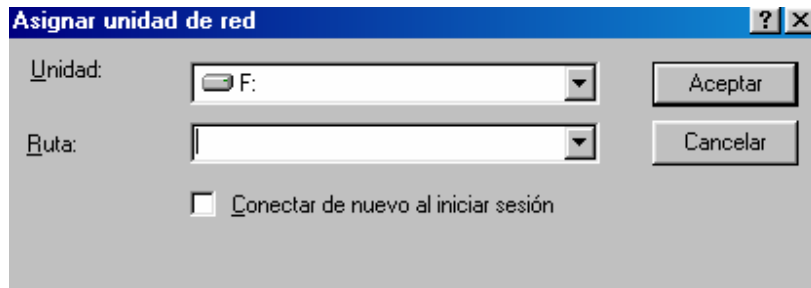 Asignar unidad de red
Unidad:
F:
Aceptar
Ruta:
Cancelar
Conectar de nuevo al iniciar sesión